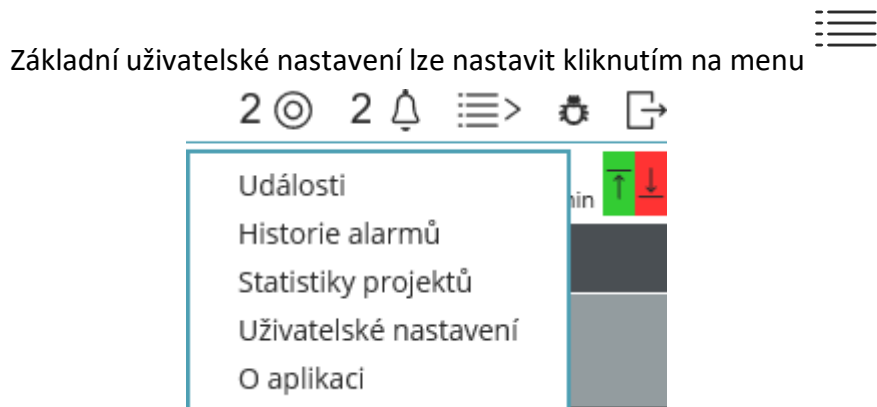 Základní uživatelské nastavení lze nastavit kliknutím na menu
2 2
Události
Historie alarmů
Statistiky projektů
Uživatelské nastavení
O aplikaci